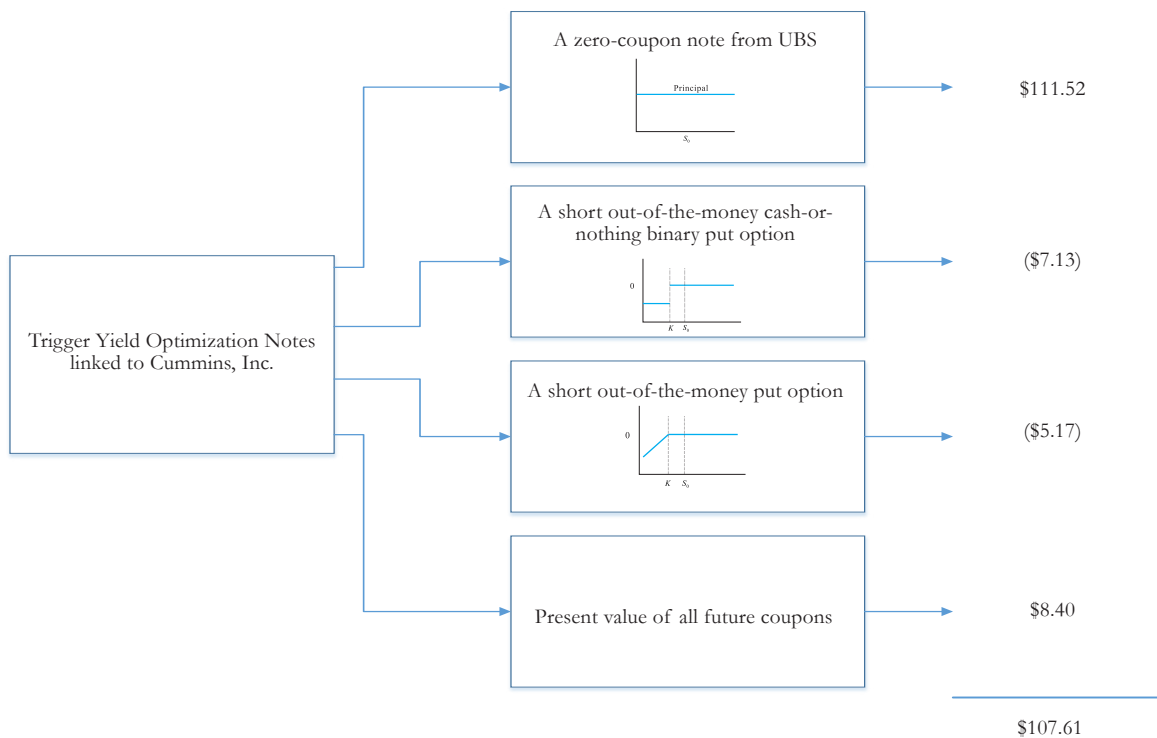 A zero-coupon note from UBS
Principal
S0
$111.52
A short out-of-the-money cash-or-
nothing binary put option
0
K S0
($7.13)
Trigger Yield Optimization Notes
linked to Cummins, Inc.
A short out-of-the-money put option
0
K S0
($5.17)
Present value of all future coupons
$8.40
$107.61